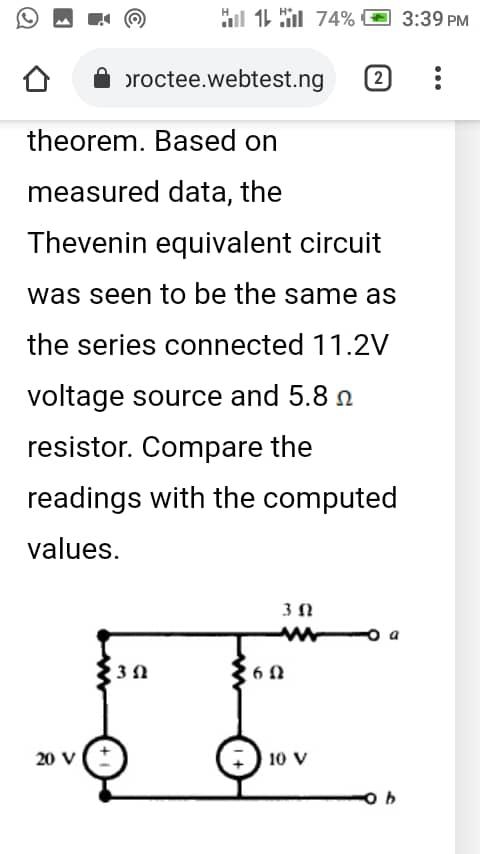 74% 3:39 PM
proctee.webtest.ng 2
theorem. Based on
measured data, the
Thevenin equivalent circuit
was seen to be the same as
the series connected 11.2V
voltage source and 5.8 Ω
resistor. Compare the
readings with the computed
values.
3 Ω
a
3 Ω
6 Ω
20 V
+
-
-
+
10 V
b